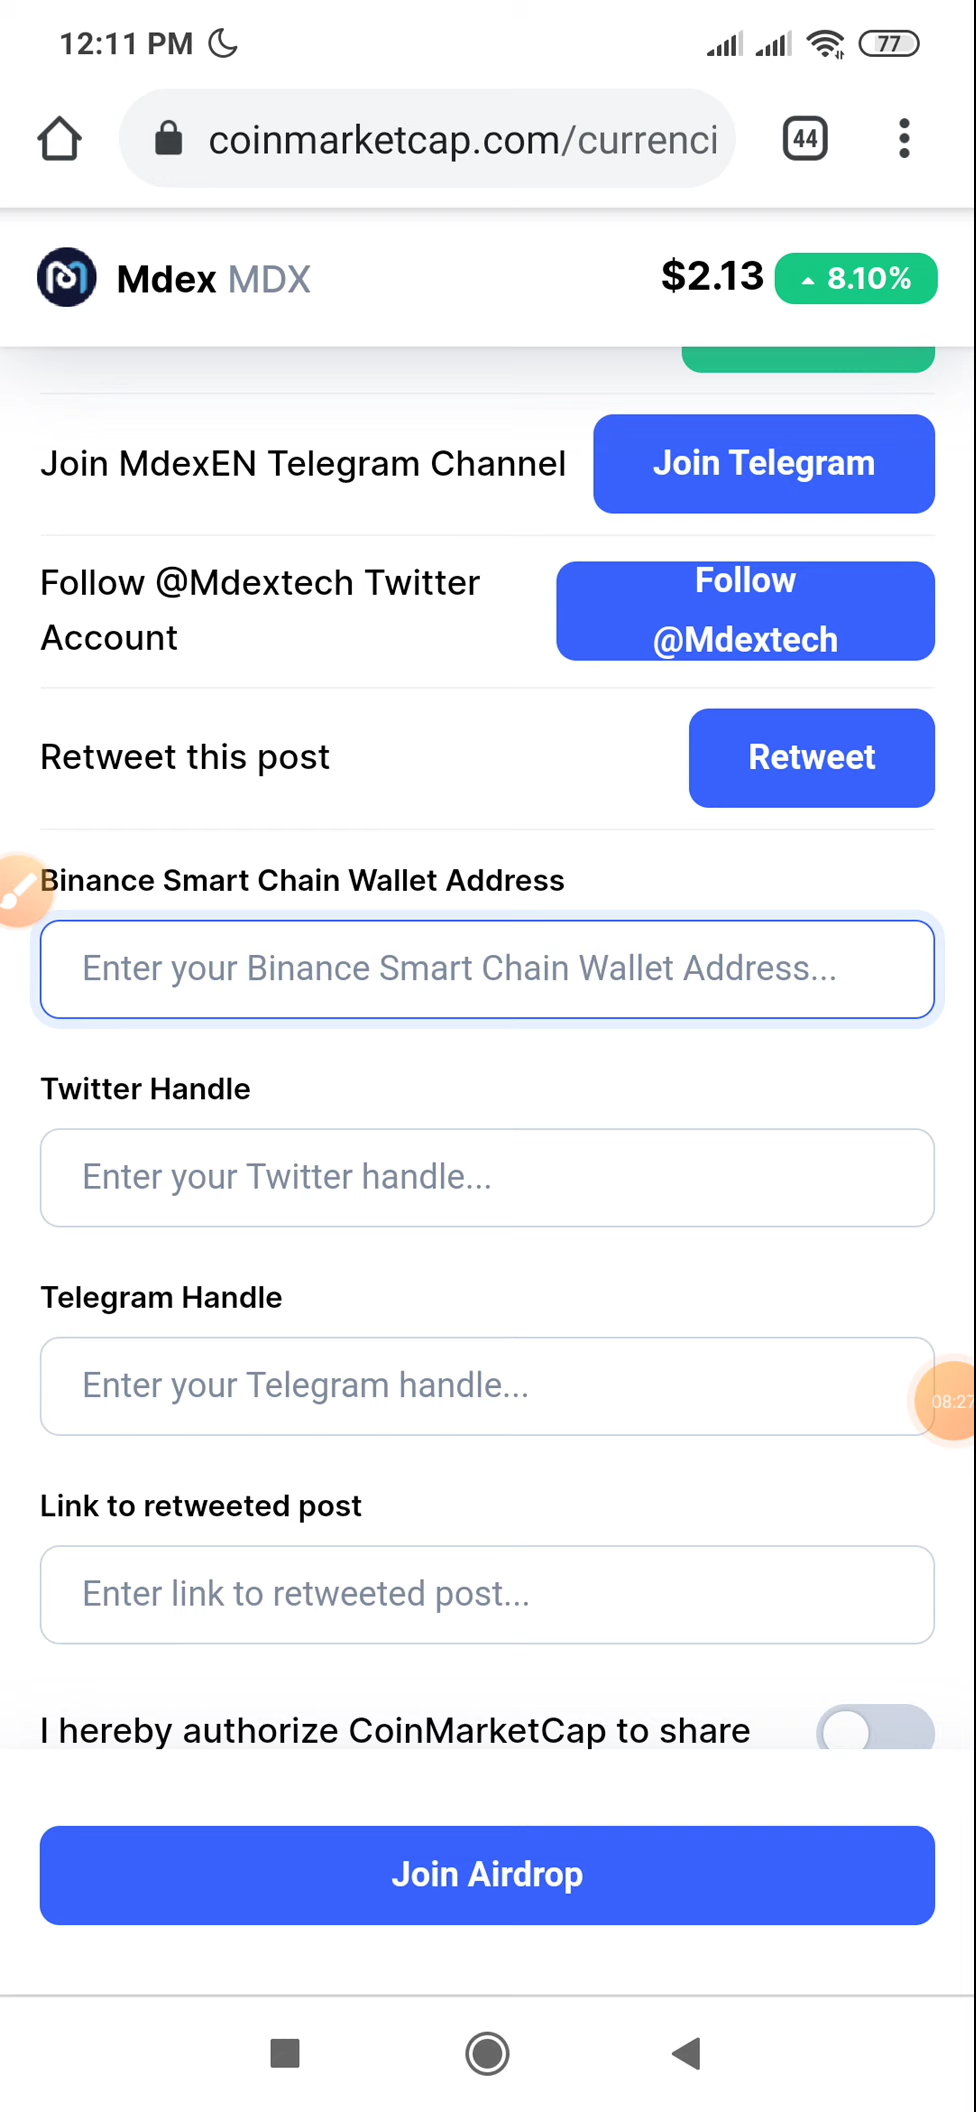 12:11 PM
77
coinmarketcap.com/currenci
44
Mdex MDX
$2.13
8.10%
Join MdexEN Telegram Channel
Join Telegram
Follow @Mdextech Twitter
Account
Follow
@Mdextech
Retweet this post
Retweet
Binance Smart Chain Wallet Address
Enter your Binance Smart Chain Wallet Address...
Twitter Handle
Enter your Twitter handle...
Telegram Handle
Enter your Telegram handle...
08:27
Link to retweeted post
Enter link to retweeted post...
I hereby authorize CoinMarketCap to share
Join Airdrop